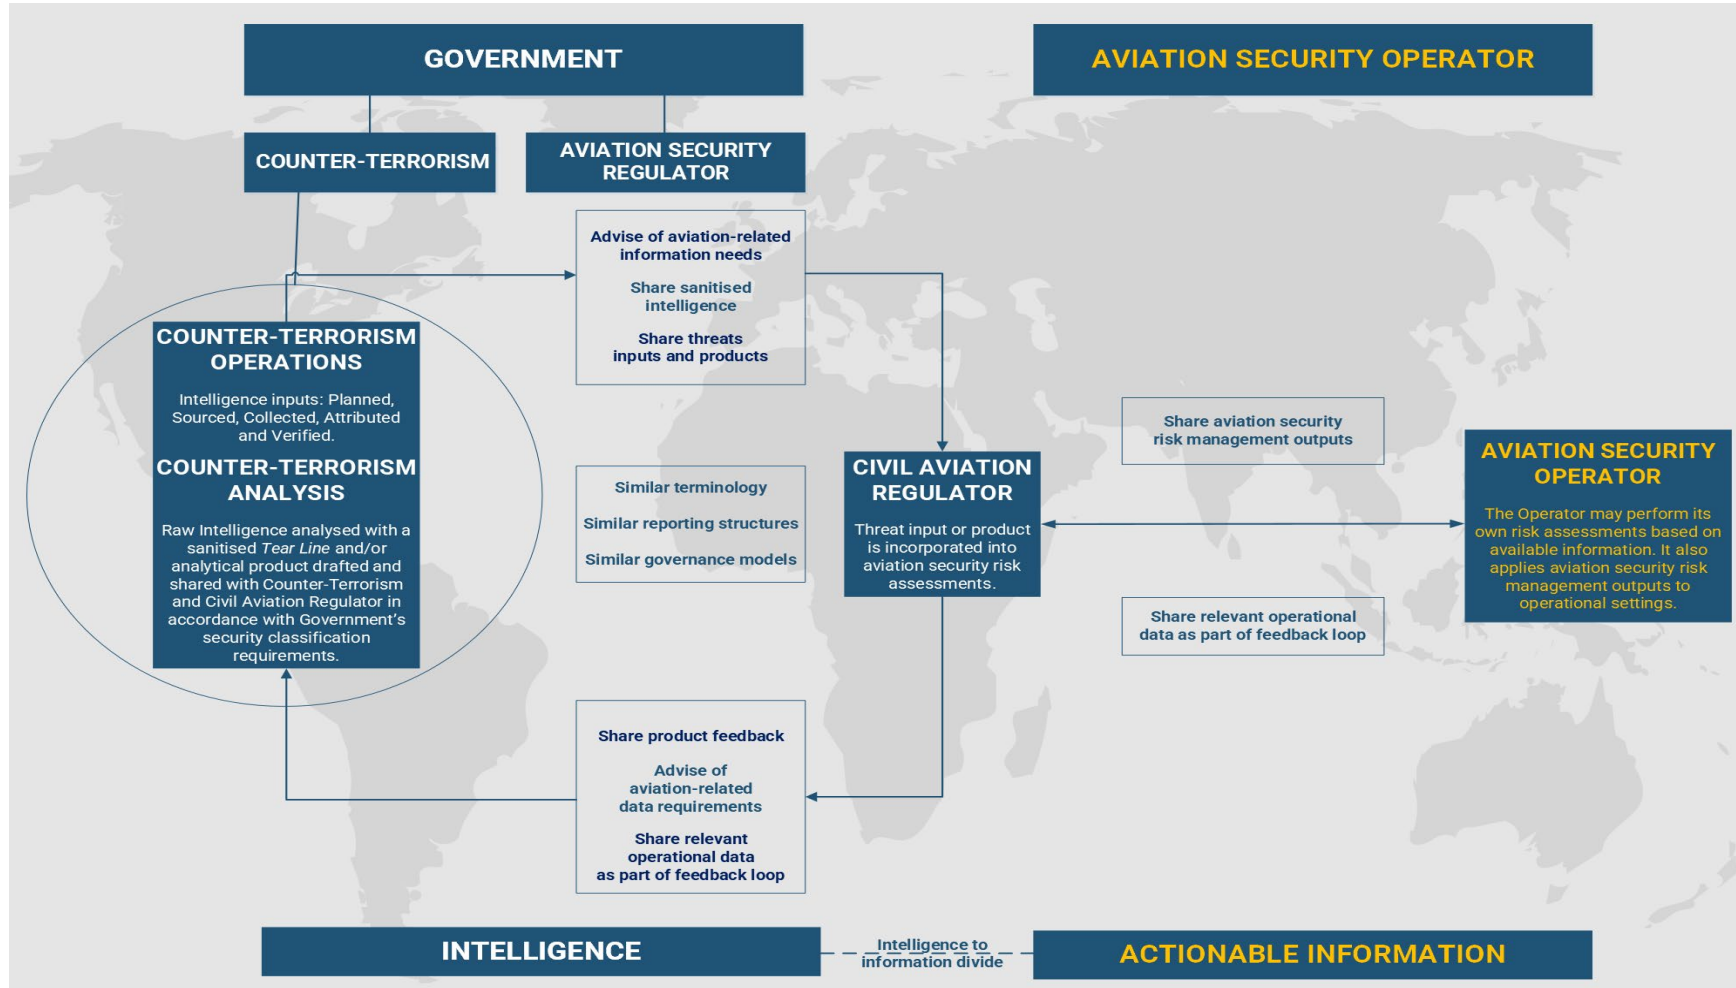 GOVERNMENT
AVIATION SECURITY OPERATOR
COUNTER-TERRORISM
AVIATION SECURITY
REGULATOR
Advise of aviation-related
information needs
Share sanitised
intelligence
Share threats
inputs and products
COUNTER-TERRORISM
OPERATIONS
Intelligence inputs: Planned,
Sourced, Collected, Attributed
and Verified.
COUNTER-TERRORISM
ANALYSIS
Raw Intelligence analysed with a
sanitised Tear Line and/or
analytical product drafted and
shared with Counter-Terrorism
and Civil Aviation Regulator in
accordance with Government’s
security classification
requirements.
Similar terminology
Similar reporting structures
Similar governance models
CIVIL AVIATION
REGULATOR
Threat input or product
is incorporated into
aviation security risk
assessments.
Share aviation security
risk management outputs
Share relevant operational
data as part of feedback loop
AVIATION SECURITY
OPERATOR
The Operator may perform its
own risk assessments based on
available information. It also
applies aviation security risk
management outputs to
operational settings.
Share product feedback
Advise of
aviation-related
data requirements
Share relevant
operational data
as part of feedback loop
INTELLIGENCE
Intelligence to
information divide
ACTIONABLE INFORMATION